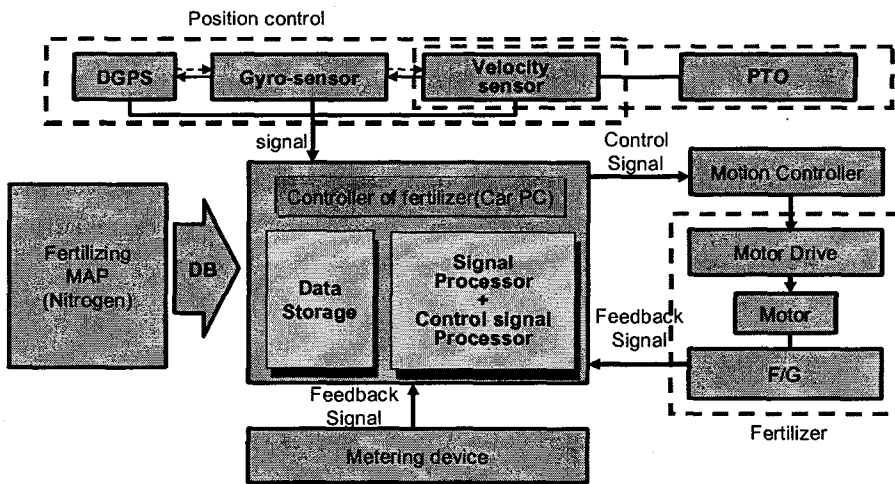 Position control
DGPS
Gyro-sensor
Velocity
sensor
PTO
signal
Control
Signal
Controller of fertilizer(Car PC)
Motion Controller
Fertilizing
MAP
(Nitrogen)
DB
Data
Storage
Signal
Processor
+
Control signal
Processor
Motor Drive
Motor
Feedback
Signal
F/G
Fertilizer
Feedback
Signal
Metering device